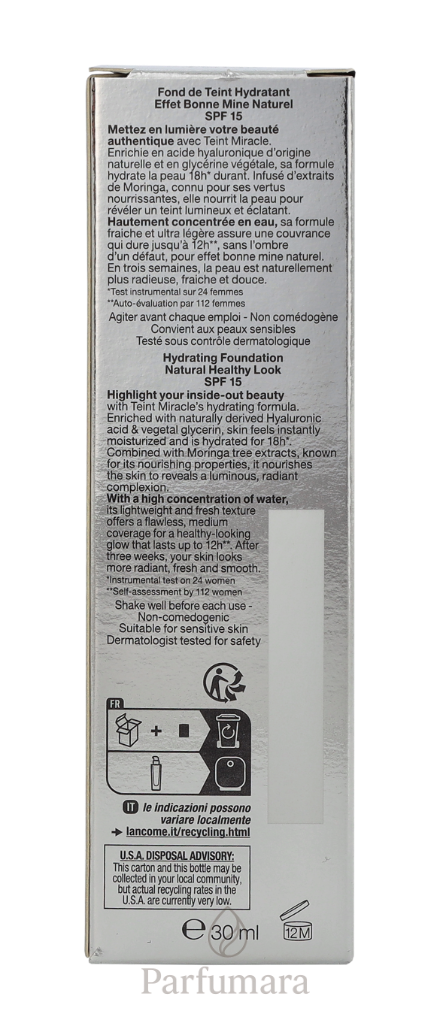 Fond de Teint Hydratant
Effet Bonne Mine Naturel
SPF 15
Mettez en lumière votre beauté
authentique avec Teint Miracle.
Enrichie en acide hyaluronique d'origine
naturelle et en glycérine végétale, sa formule
hydrate la peau 18h* durant. Infusé d'extraits
de Moringa, connu pour ses vertus
nourrissantes, elle nourrit la peau pour
révéler un teint lumineux et éclatant.
Hautement concentrée en eau, sa formule
fraiche et ultra légère assure une couvrance
qui dure jusqu'à 12h**, sans l'ombre
d'un défaut, pour effet bonne mine naturel.
En trois semaines, la peau est naturellement
plus radieuse, fraiche et douce.
*Test instrumental sur 24 femmes
**Auto-évaluation par 112 femmes
Agiter avant chaque emploi - Non comédogène
Convient aux peaux sensibles
Testé sous contrôle dermatologique
Hydrating Foundation
Natural Healthy Look
SPF 15
Highlight your inside-out beauty
with Teint Miracle's hydrating formula.
Enriched with naturally derived Hyaluronic
acid & vegetal glycerin, skin feels instantly
moisturized and is hydrated for 18h*.
Combined with Moringa tree extracts, known
for its nourishing properties, it nourishes
the skin to reveals a luminous, radiant
complexion.
With a high concentration of water,
its lightweight and fresh texture
offers a flawless, medium
coverage for a healthy-looking
glow that lasts up to 12h**. After
three weeks, your skin looks
more radiant, fresh and smooth.
*Instrumental test on 24 women
**Self-assessment by 112 women
Shake well before each use -
Non-comedogenic
Suitable for sensitive skin
Dermatologist tested for safety
FR
+
IT le indicazioni possono
variare localmente
lancome.it/recycling.html
U.S.A. DISPOSAL ADVISORY:
This carton and this bottle may be
collected in your local community,
but actual recycling rates in the
U.S.A. are currently very low.
℮ 30 ml
12M
Parfumara